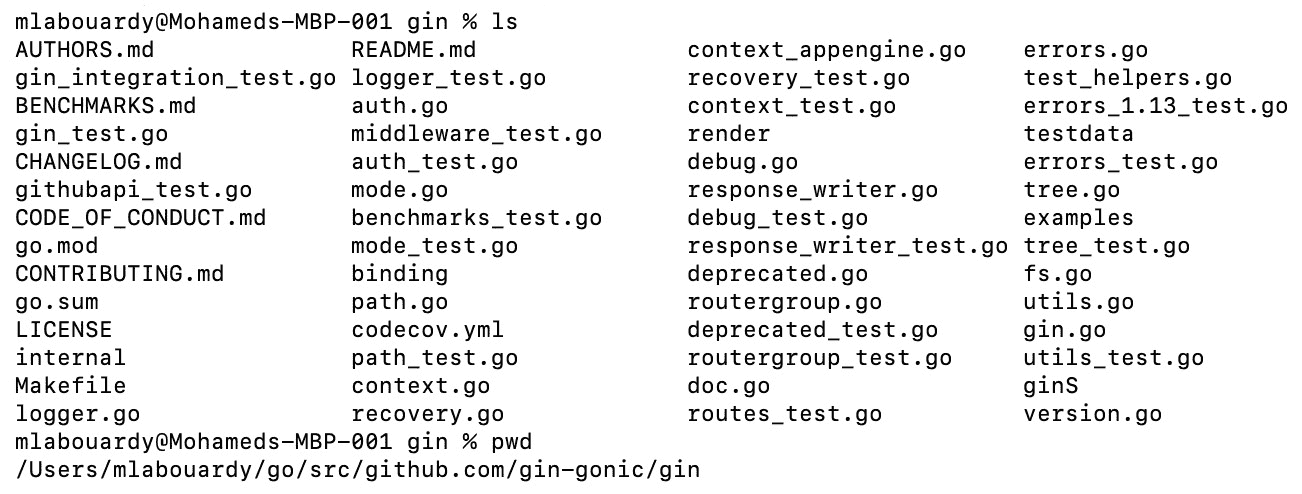 mlabouardy@Mohameds-MBP-001 gin % ls
AUTHORS.md README.md context_appengine.go errors.go
gin_integration_test.go logger_test.go recovery_test.go test_helpers.go
BENCHMARKS.md auth.go context_test.go errors_1.13_test.go
gin_test.go middleware_test.go render testdata
CHANGELOG.md auth_test.go debug.go errors_test.go
githubapi_test.go mode.go response_writer.go tree.go
CODE_OF_CONDUCT.md benchmarks_test.go debug_test.go examples
go.mod mode_test.go response_writer_test.go tree_test.go
CONTRIBUTING.md binding deprecated.go fs.go
go.sum path.go routergroup.go utils.go
LICENSE codecov.yml deprecated_test.go gin.go
internal path_test.go routergroup_test.go utils_test.go
Makefile context.go doc.go ginS
logger.go recovery.go routes_test.go version.go
mlabouardy@Mohameds-MBP-001 gin % pwd
/Users/mlabouardy/go/src/github.com/gin-gonic/gin